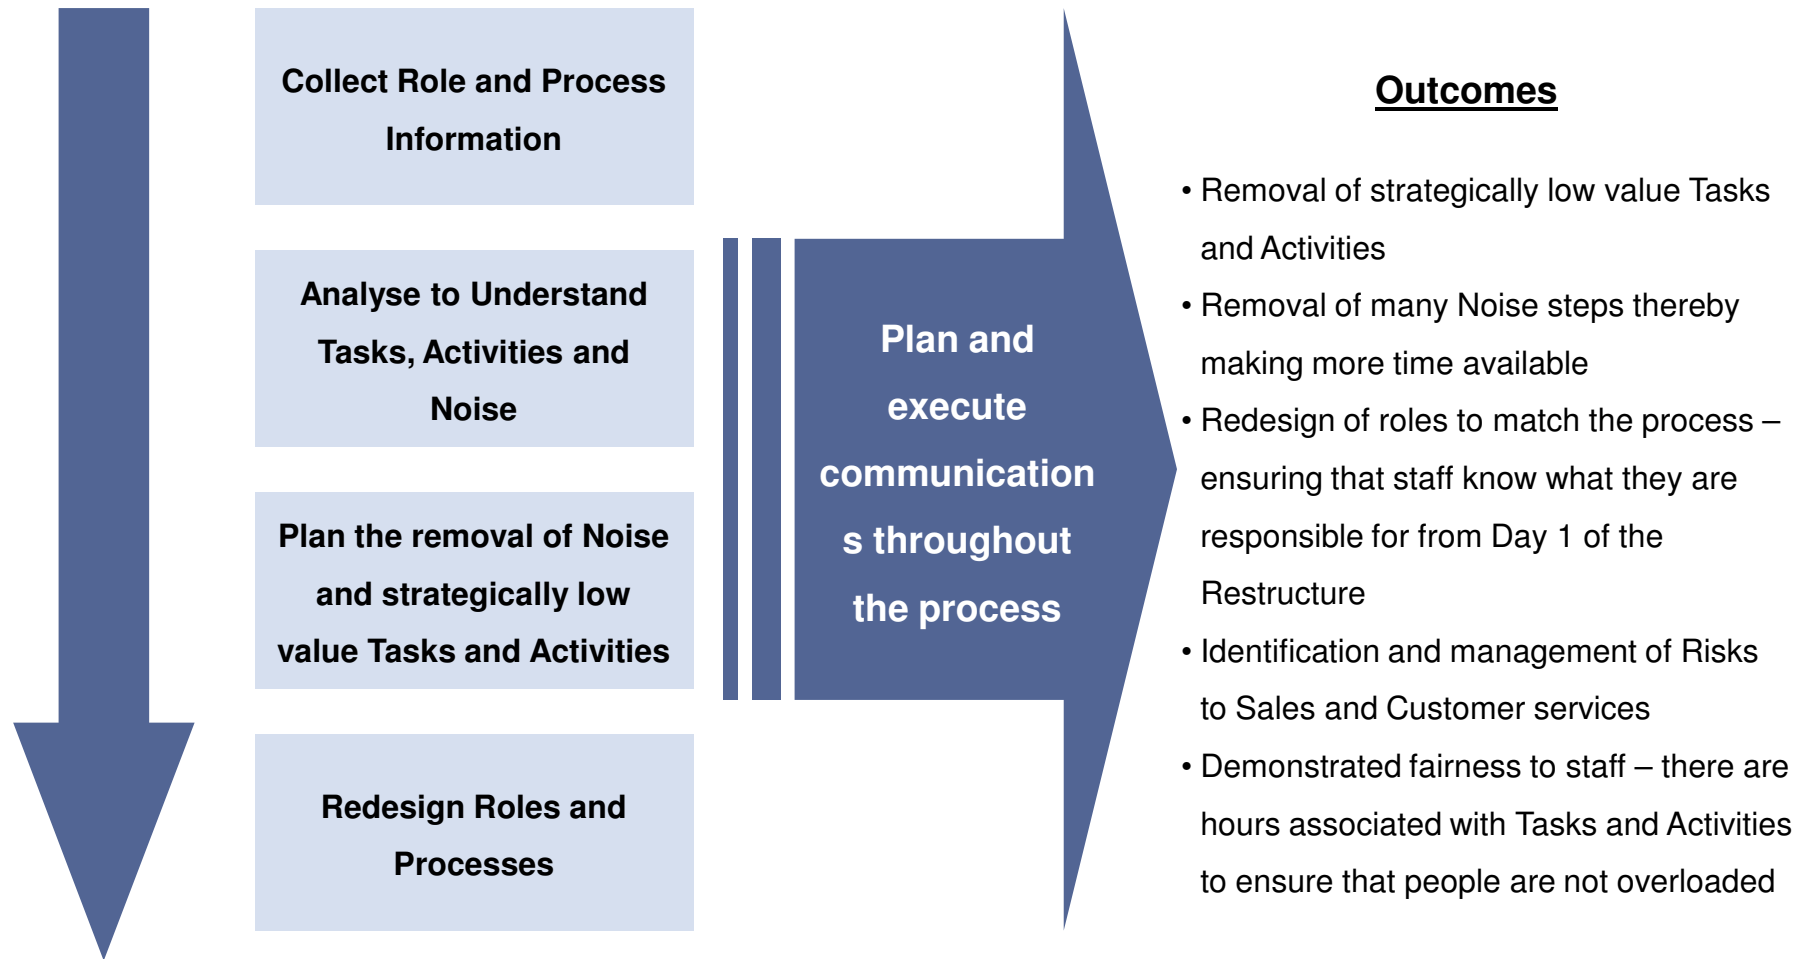 Collect Role and Process
Information
Analyse to Understand
Tasks, Activities and
Noise
Plan the removal of Noise
and strategically low
value Tasks and Activities
Redesign Roles and
Processes
Plan and
execute
communication
s throughout
the process
Outcomes
• Removal of strategically low value Tasks
and Activities
• Removal of many Noise steps thereby
making more time available
• Redesign of roles to match the process –
ensuring that staff know what they are
responsible for from Day 1 of the
Restructure
• Identification and management of Risks
to Sales and Customer services
• Demonstrated fairness to staff – there are
hours associated with Tasks and Activities
to ensure that people are not overloaded